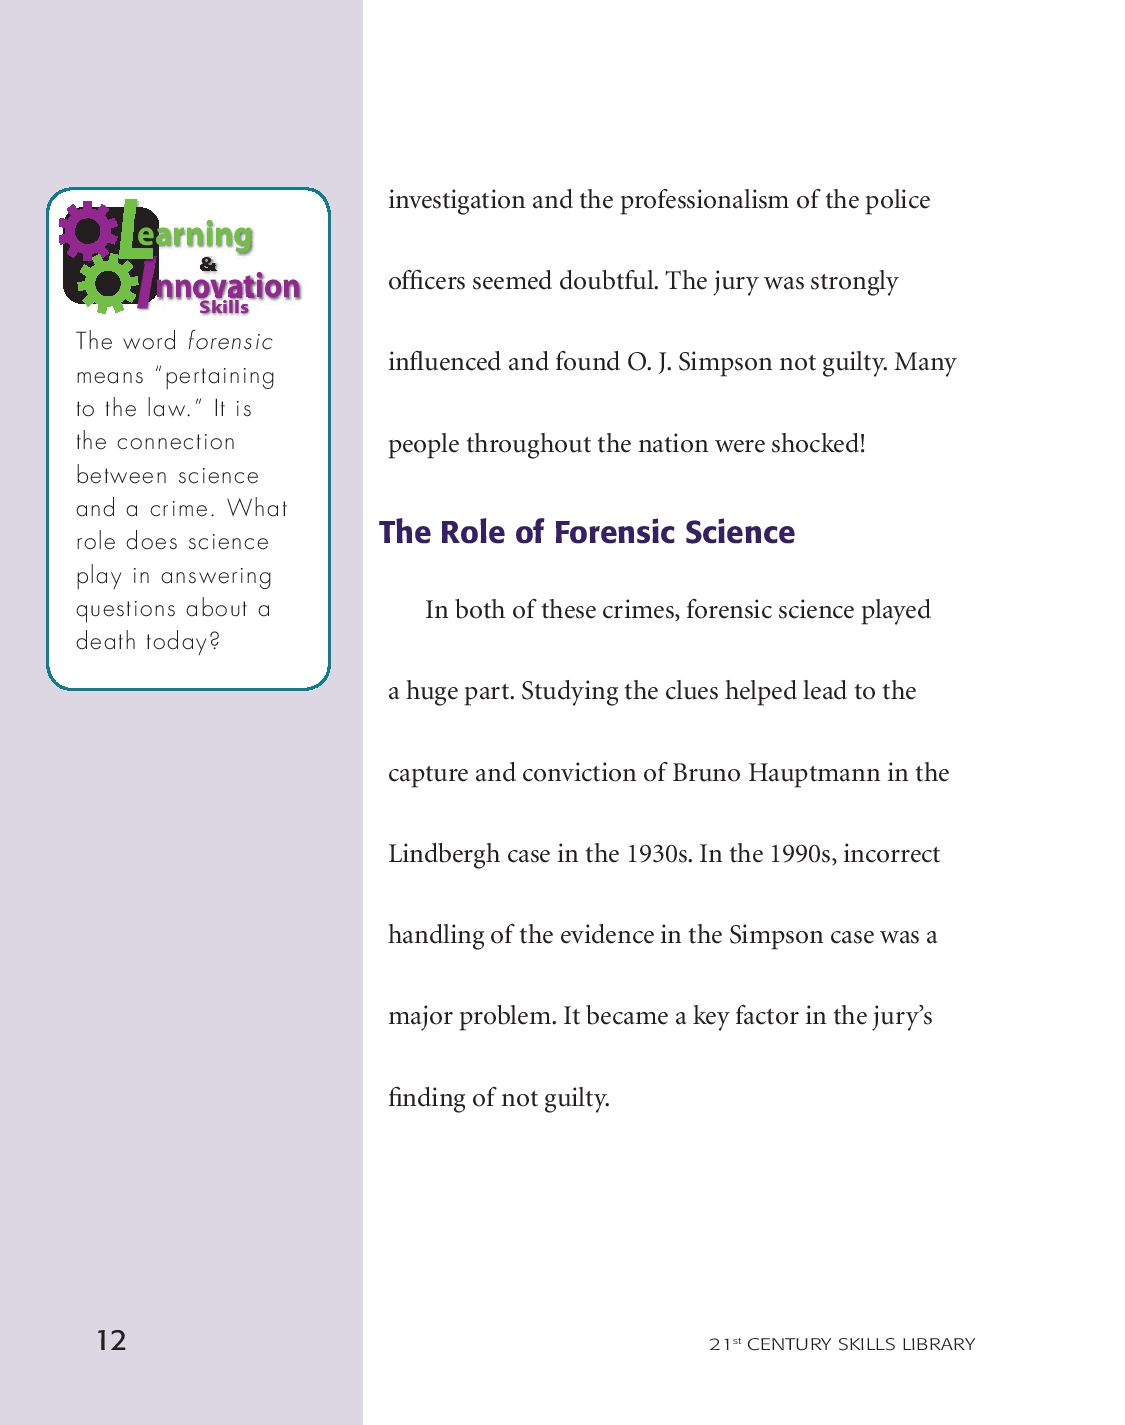 investigation and the professionalism of the police
officers seemed doubtful. The jury was strongly
influenced and found O. J. Simpson not guilty. Many
people throughout the nation were shocked!
The Role of Forensic Science
In both of these crimes, forensic science played
a huge part. Studying the clues helped lead to the
capture and conviction of Bruno Hauptmann in the
Lindbergh case in the 1930s. In the 1990s, incorrect
handling of the evidence in the Simpson case was a
major problem. It became a key factor in the jury’s
finding of not guilty.
Learning
&
Innovation
Skills
The word forensic
means “pertaining
to the law.” It is
the connection
between science
and a crime. What
role does science
play in answering
questions about a
death today?
12
21st CENTURY SKILLS LIBRARY